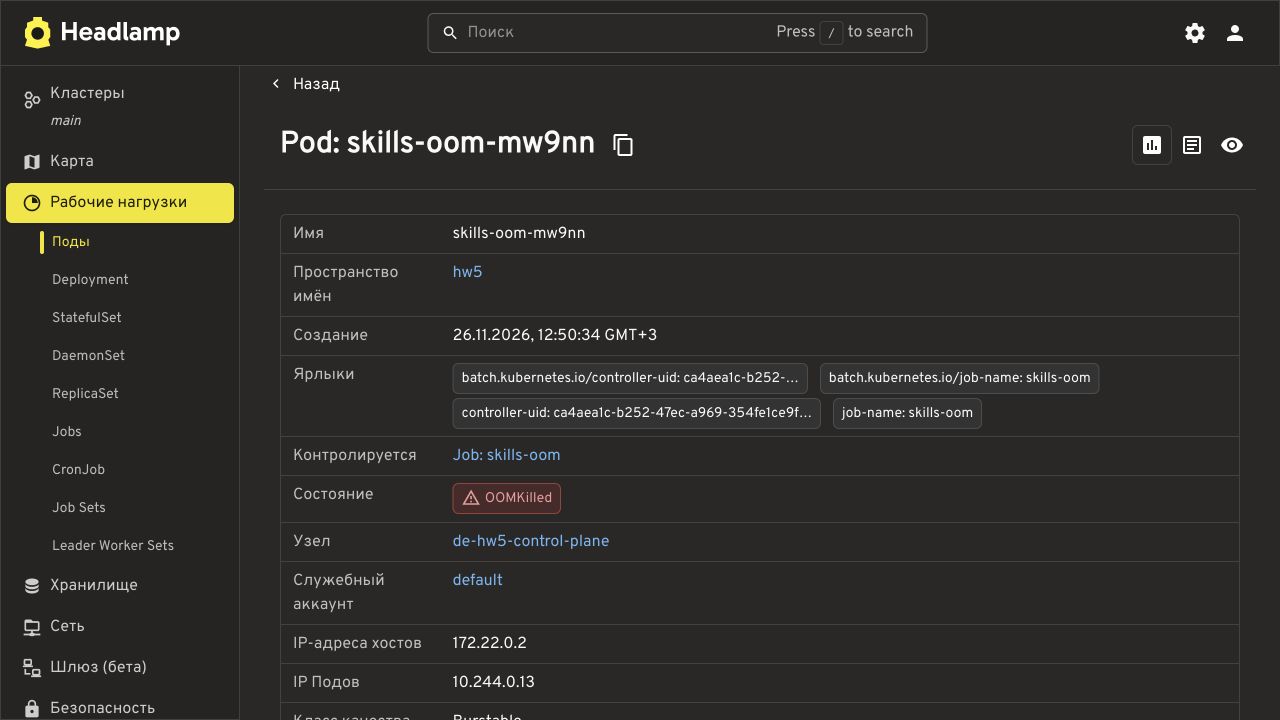 Headlamp
Поиск
Press / to search
Кластеры
main
Карта
Рабочие нагрузки
Поды
Deployment
StatefulSet
DaemonSet
ReplicaSet
Jobs
CronJob
Job Sets
Leader Worker Sets
Хранилище
Сеть
Шлюз (бета)
Безопасность
Назад
Pod: skills-oom-mw9nn
Имя skills-oom-mw9nn
Пространство имён hw5
Создание 26.11.2026, 12:50:34 GMT+3
Ярлыки
batch.kubernetes.io/controller-uid: ca4aea1c-b252-... batch.kubernetes.io/job-name: skills-oom
controller-uid: ca4aea1c-b252-47ec-a969-354fe1ce9f... job-name: skills-oom
Контролируется Job: skills-oom
Состояние OOMKilled
Узел de-hw5-control-plane
Служебный аккаунт default
IP-адреса хостов 172.22.0.2
IP Подов 10.244.0.13
Класс качества Burstable